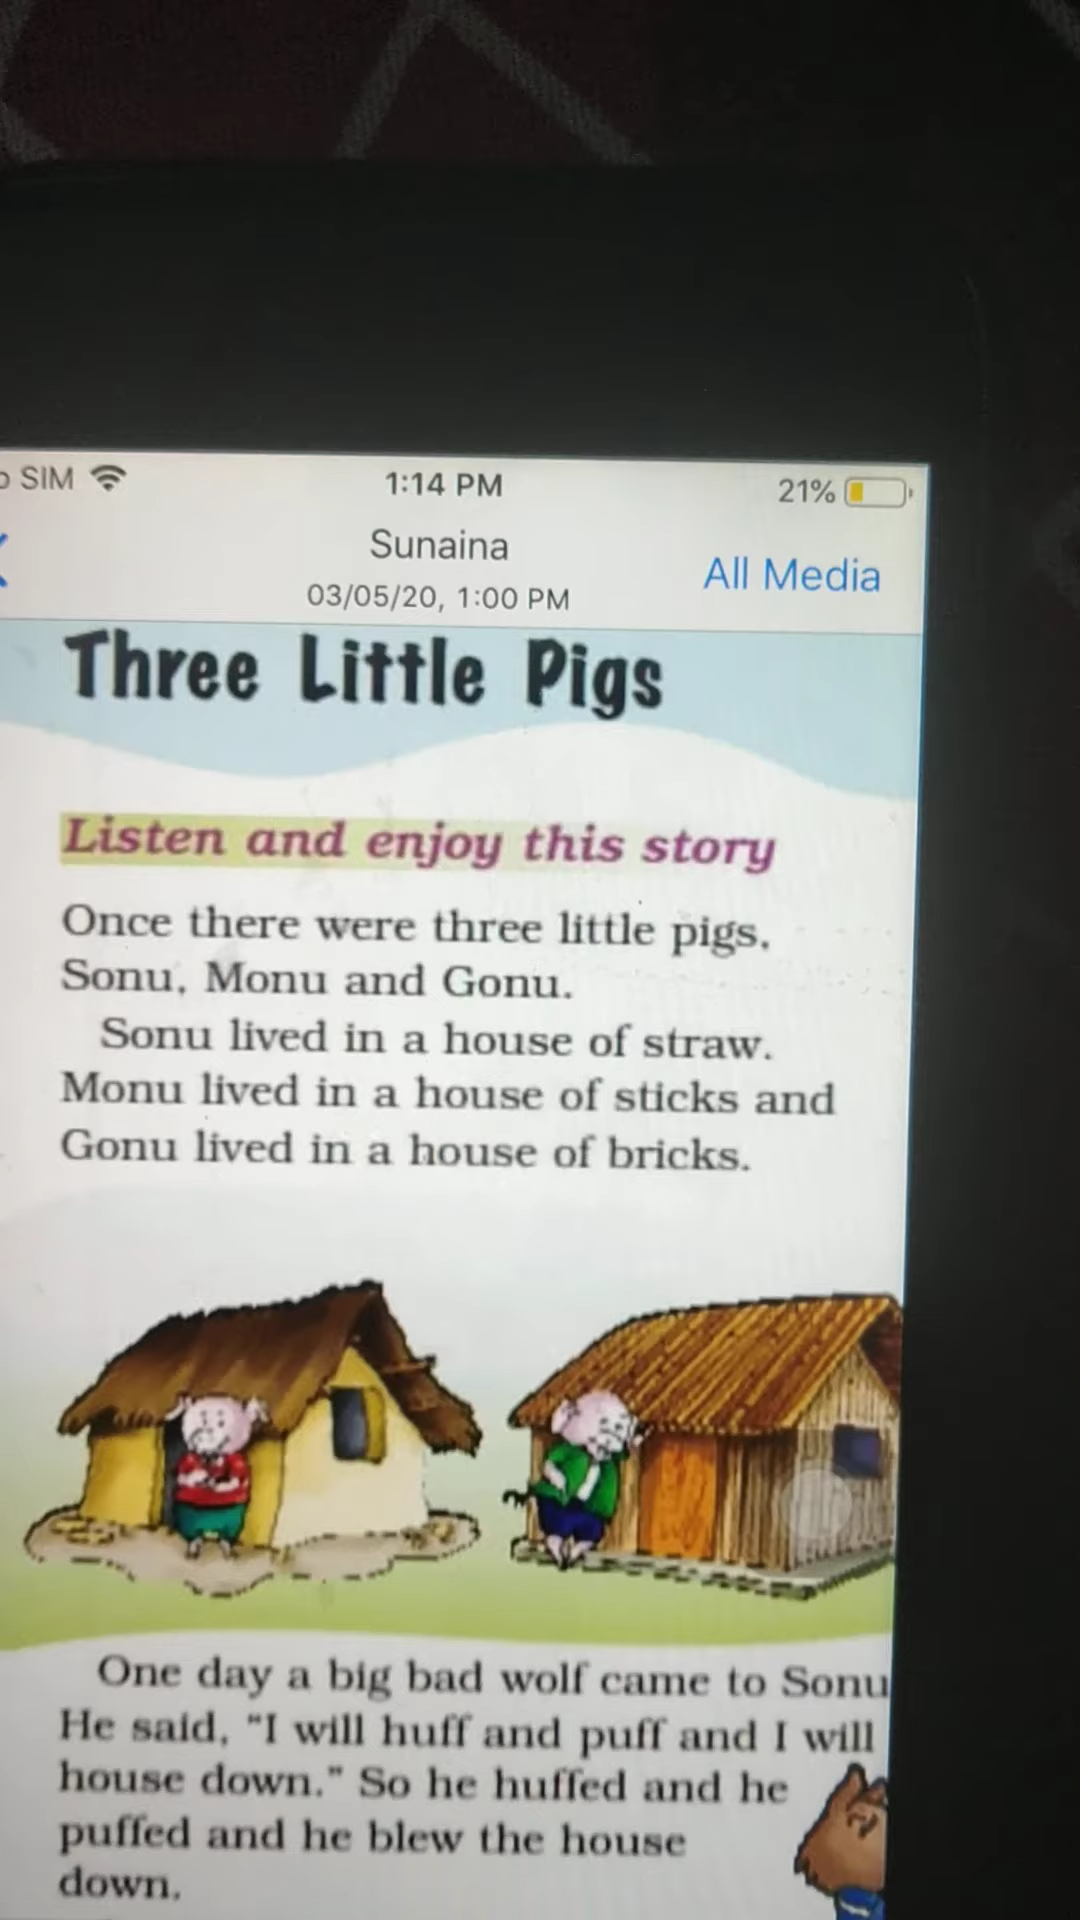 SIM
1:14 PM
21%
Sunaina
03/05/20, 1:00 PM
All Media
Three Little Pigs
Listen and enjoy this story
Once there were three little pigs,
Sonu, Monu and Gonu.
Sonu lived in a house of straw.
Monu lived in a house of sticks and
Gonu lived in a house of bricks.
One day a big bad wolf came to Sonu
He said, "I will huff and puff and I will
house down." So he huffed and he
puffed and he blew the house
down.